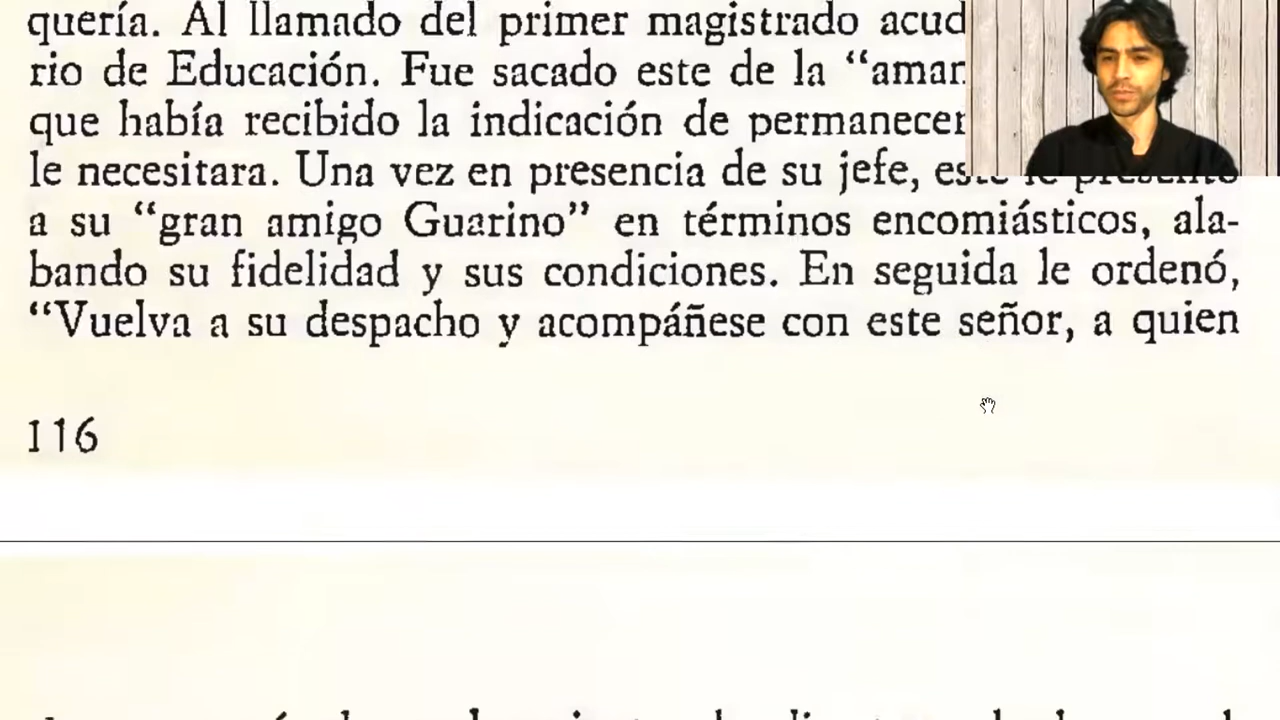 quería. Al llamado del primer magistrado
rio de Educación. Fue sacado este de la
que había recibido la indicación de permanecer
le necesitara. Una vez en presencia de su jefe,
a su “gran amigo Guarino” en términos encomiásticos, ala-
bando su fidelidad y sus condiciones. En seguida le ordenó,
“Vuelva a su despacho y acompáñese con este señor, a quien
116